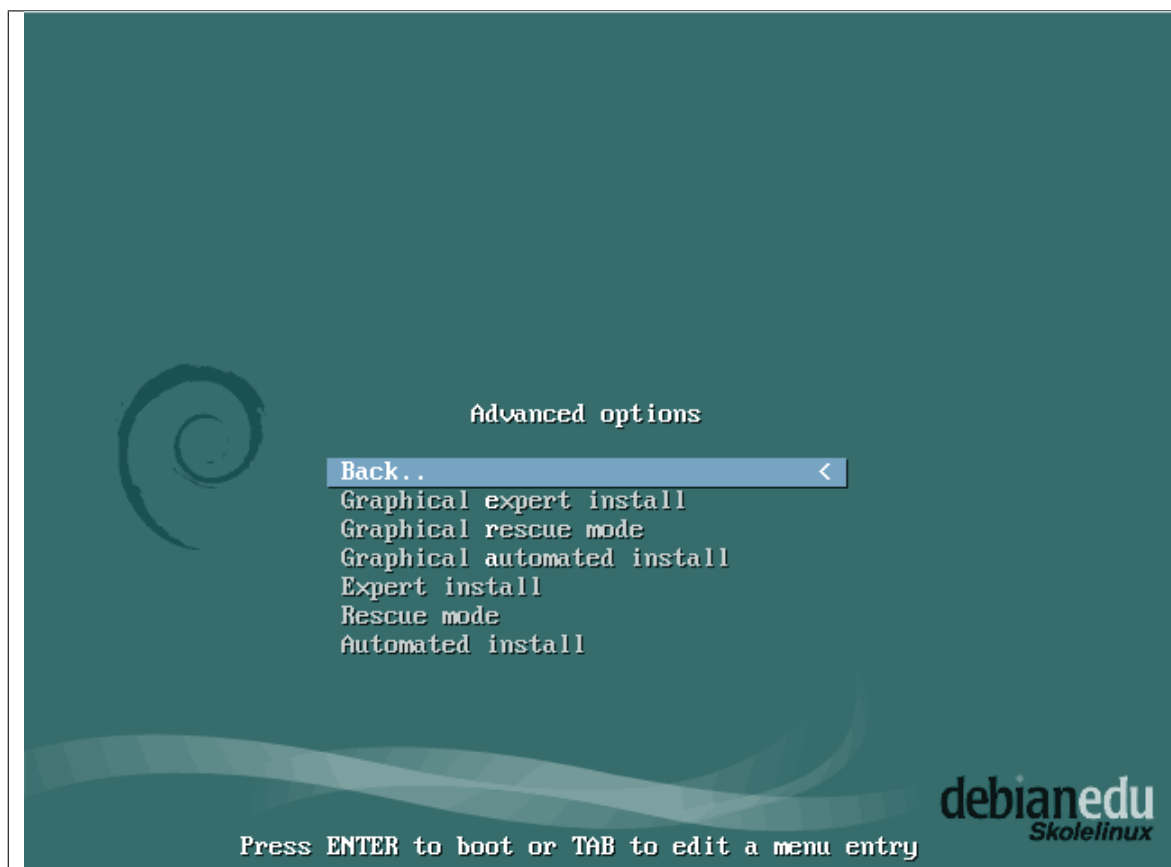 Advanced options
Back.. <
Graphical expert install
Graphical rescue mode
Graphical automated install
Expert install
Rescue mode
Automated install
debianedu
Skolelinux
Press ENTER to boot or TAB to edit a menu entry